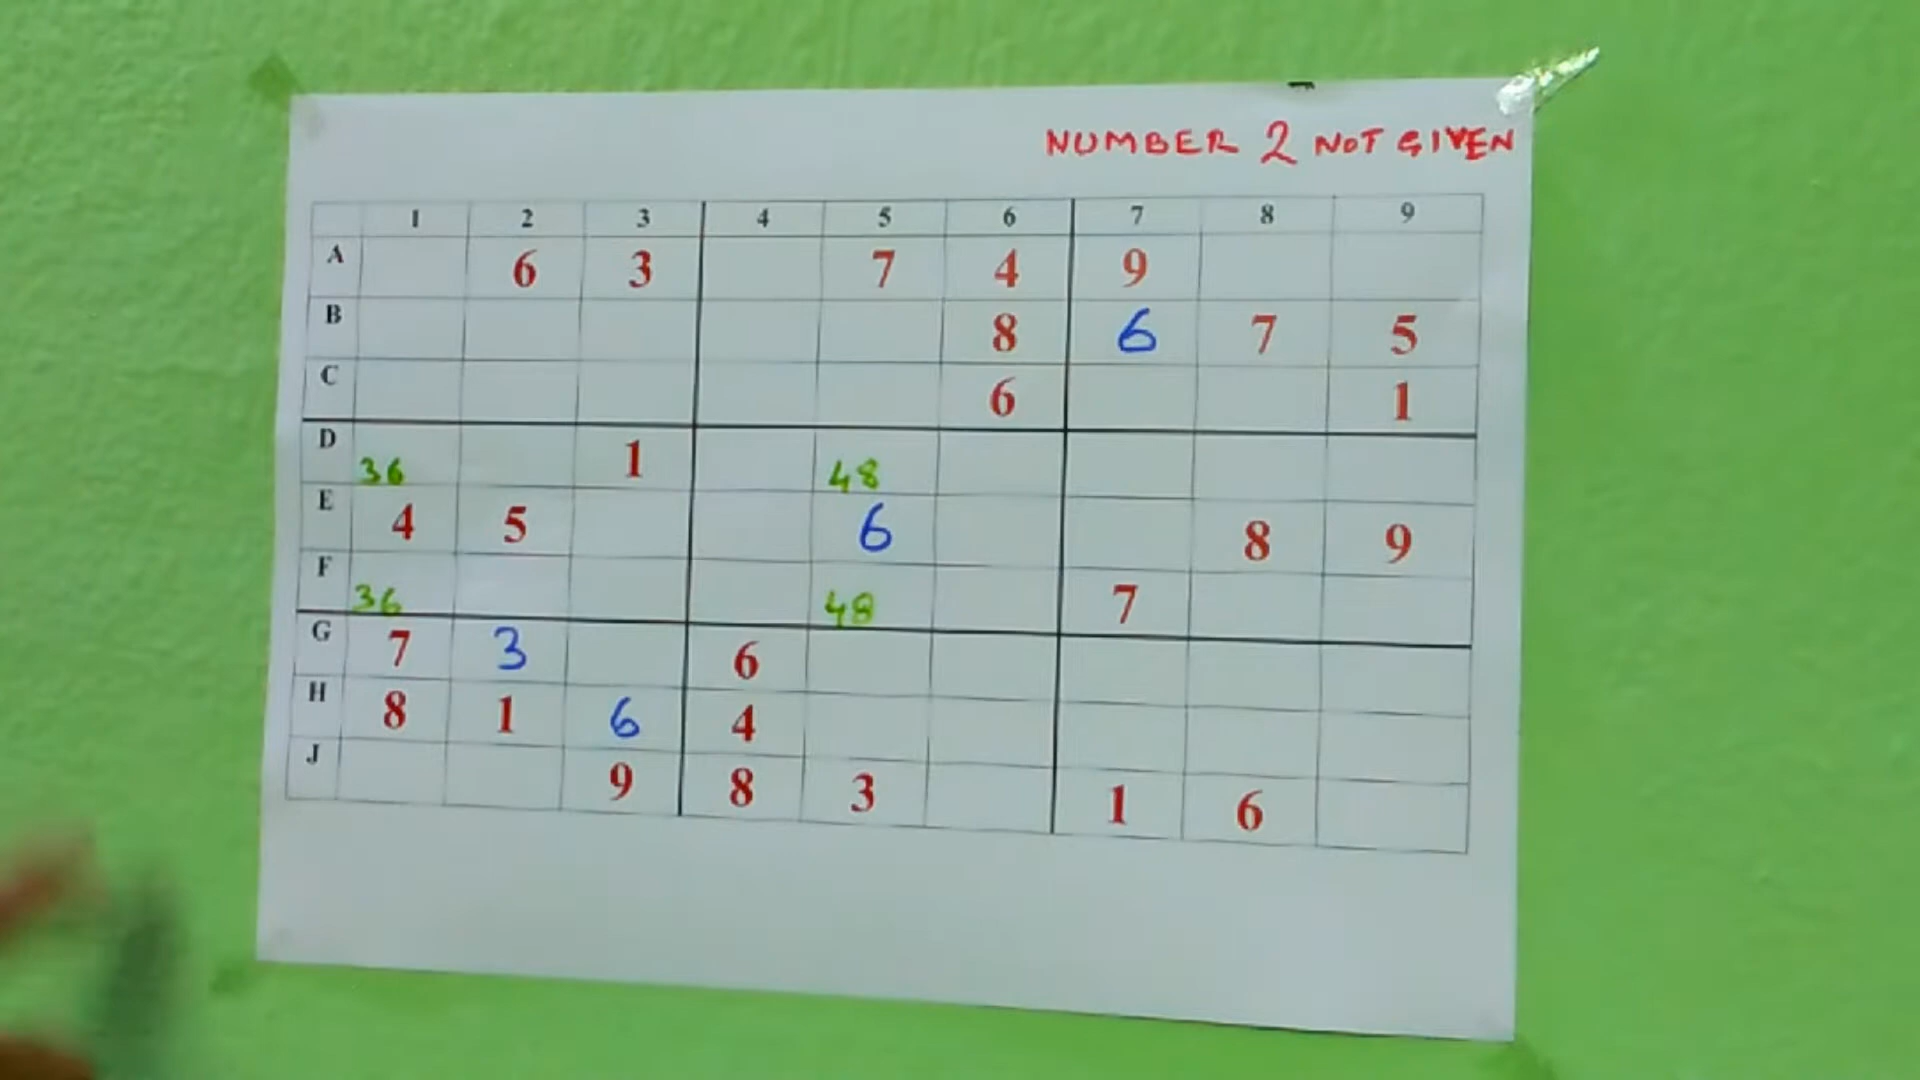 NUMBER 2 NOT GIVEN
1 2 3 4 5 6 7 8 9
A 6 3 7 4 9
B 8 6 7 5
C 6 1
D 36 1 48
E 4 5 6 8 9
F 36 48 7
G 7 3 6
H 8 1 6 4
J 9 8 3 1 6